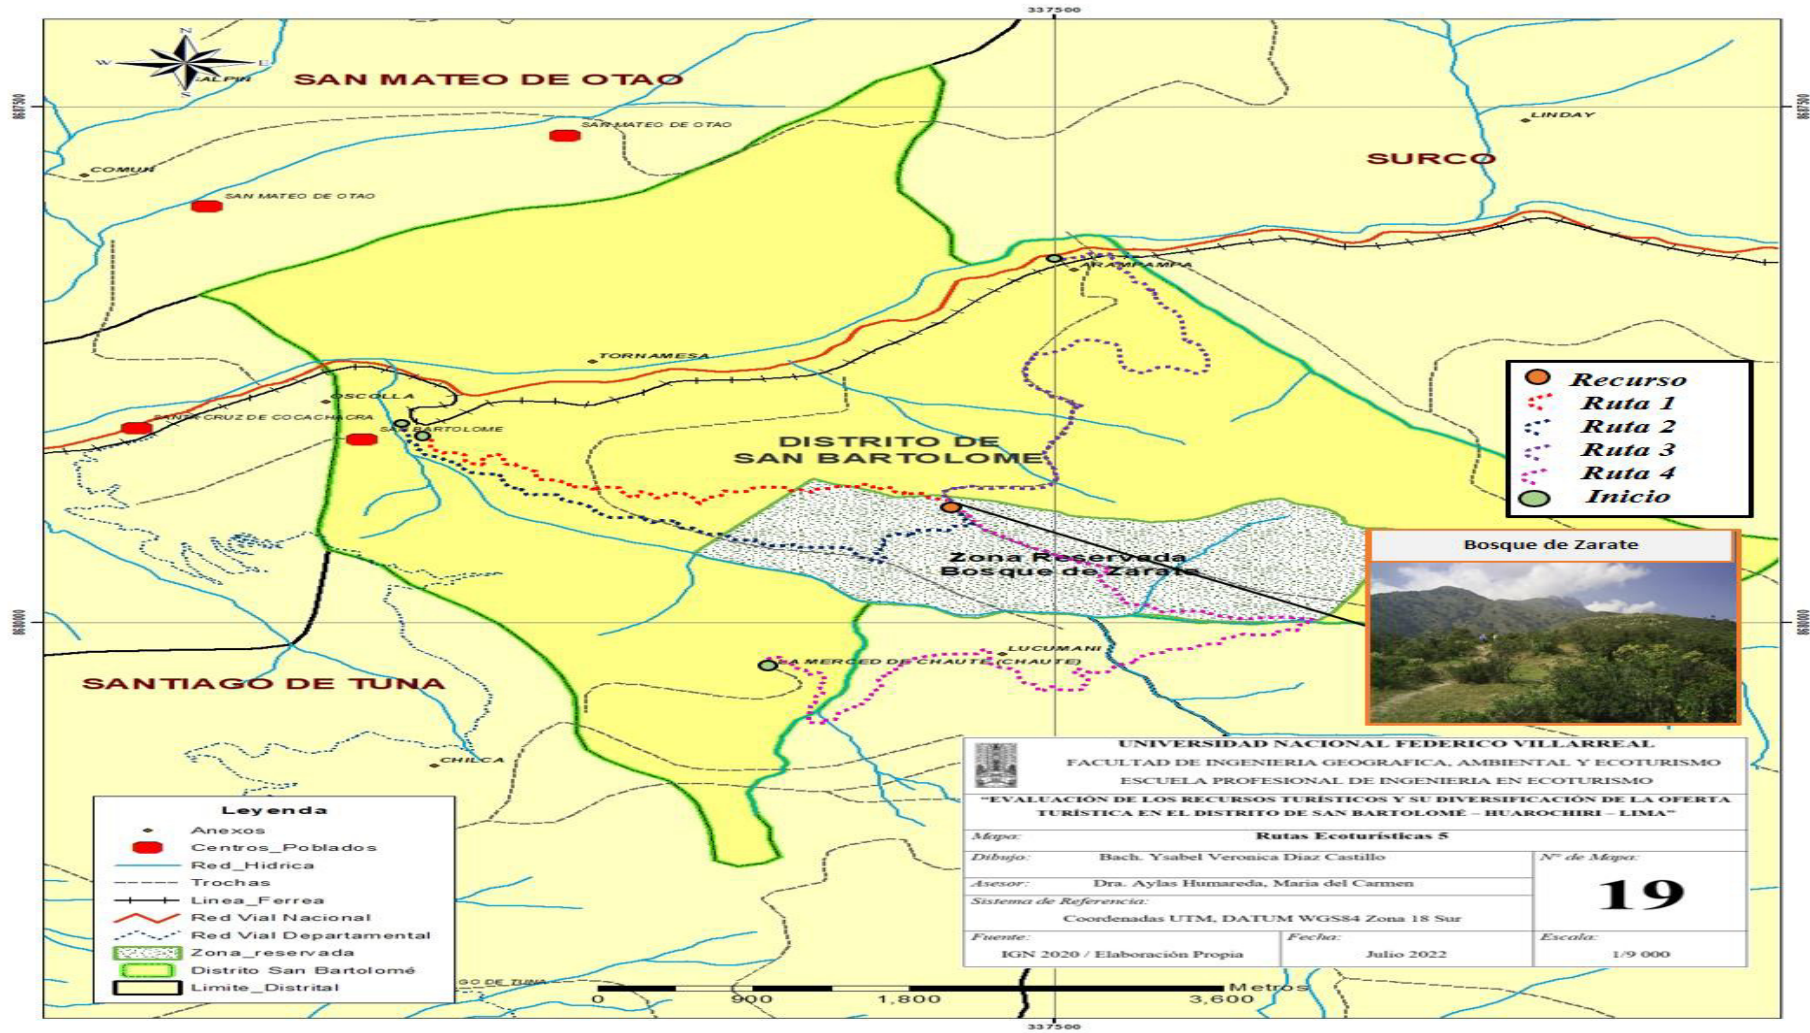 337500
8687500
8687500
N
W
E
S
ALPIN
SAN MATEO DE OTAO
SAN MATEO DE OTAO
LINDAY
SURCO
COMUN
SAN MATEO DE OTAO
ARAMPAMPA
TORNAMESA
OSCOLLA
SANTA CRUZ DE COCACHACRA
SAN BARTOLOME
DISTRITO DE
SAN BARTOLOME
Recurso
Ruta 1
Ruta 2
Ruta 3
Ruta 4
Inicio
Zona Reservada
Bosque de Zarate
Bosque de Zarate
8680000
8680000
LUCUMANI
LA MERCED DE CHAUTE (CHAUTE)
SANTIAGO DE TUNA
CHILCA
Leyenda
Anexos
Centros_Poblados
Red_Hidrica
Trochas
Linea_Ferrea
Red Vial Nacional
Red Vial Departamental
Zona_reservada
Distrito San Bartolomé
Limite_Distrital
GO DE TUNA
Metros
0 900 1,800 3,600
337500
UNIVERSIDAD NACIONAL FEDERICO VILLARREAL
FACULTAD DE INGENIERIA GEOGRAFICA, AMBIENTAL Y ECOTURISMO
ESCUELA PROFESIONAL DE INGENIERIA EN ECOTURISMO
"EVALUACIÓN DE LOS RECURSOS TURÍSTICOS Y SU DIVERSIFICACIÓN DE LA OFERTA
TURÍSTICA EN EL DISTRITO DE SAN BARTOLOMÉ – HUAROCHIRI – LIMA"
Mapa: Rutas Ecoturísticas 5
Dibujo: Bach. Ysabel Veronica Diaz Castillo
N° de Mapa:
19
Asesor: Dra. Aylas Humareda, Maria del Carmen
Sistema de Referencia:
Coordenadas UTM, DATUM WGS84 Zona 18 Sur
Fuente:
IGN 2020 / Elaboración Propia
Fecha:
Julio 2022
Escala:
1/9 000